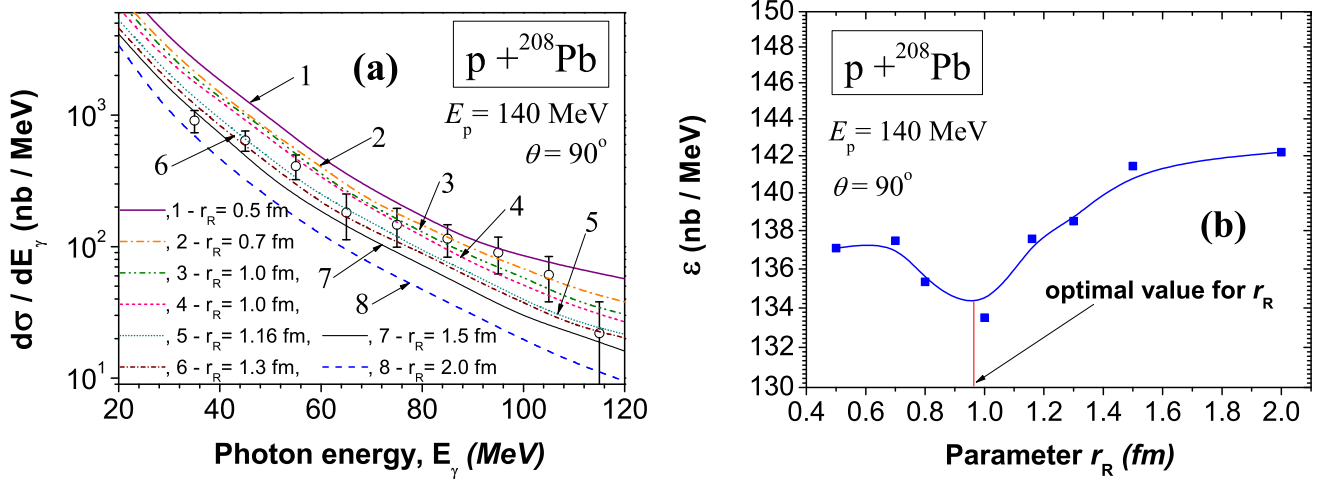 (a)
p + ²⁰⁸Pb
E_p = 140 MeV
θ = 90°
1
2
3
4
5
6
7
8
, 1 - r_R = 0.5 fm
, 2 - r_R = 0.7 fm
, 3 - r_R = 1.0 fm,
, 4 - r_R = 1.0 fm,
, 5 - r_R = 1.16 fm,
, 6 - r_R = 1.3 fm,
, 7 - r_R = 1.5 fm
, 8 - r_R = 2.0 fm
dσ / dE_γ (nb / MeV)
10³
10²
10¹
20 40 60 80 100 120
Photon energy, E_γ (MeV)
(b)
p + ²⁰⁸Pb
E_p = 140 MeV
θ = 90°
optimal value for r_R
ε (nb / MeV)
150
148
146
144
142
140
138
136
134
132
130
0.4 0.6 0.8 1.0 1.2 1.4 1.6 1.8 2.0
Parameter r_R (fm)